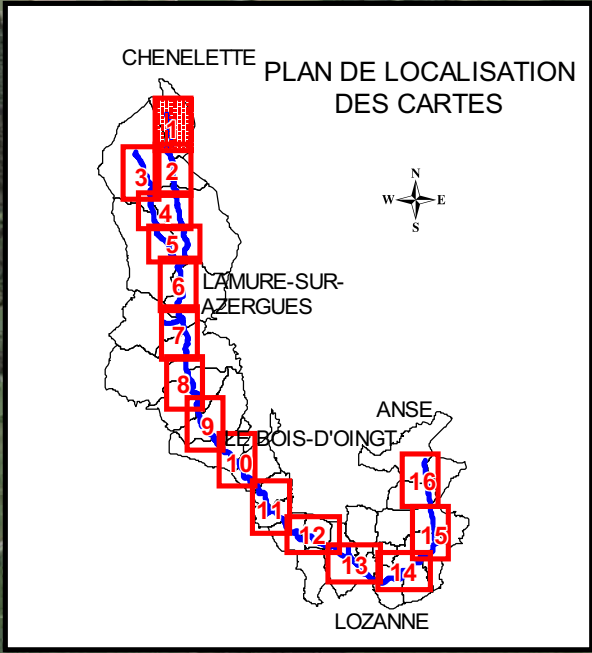 CHENELETTE
PLAN DE LOCALISATION
DES CARTES
1
N
W E
S
3 2
4
5
6
LAMURE-SUR-
AZERGUES
7
8
ANSE
9
LE BOIS-D'OINGT
10
16
11
12
15
13
14
LOZANNE